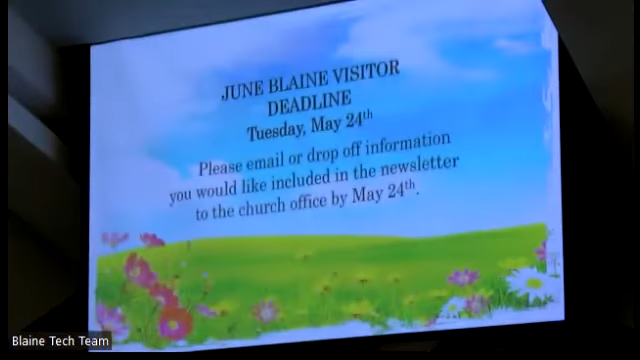 JUNE BLAINE VISITOR
DEADLINE
Tuesday, May 24th
Please email or drop off information
you would like included in the newsletter
to the church office by May 24th.
Blaine Tech Team